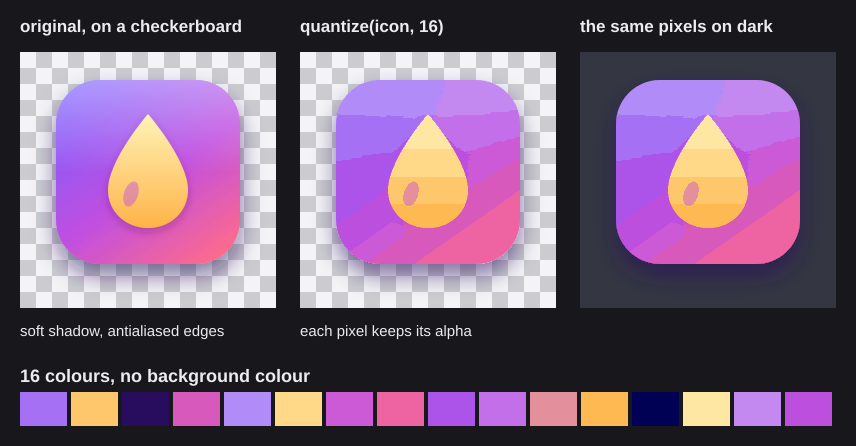 original, on a checkerboard
quantize(icon, 16)
the same pixels on dark
soft shadow, antialiased edges
each pixel keeps its alpha
16 colours, no background colour